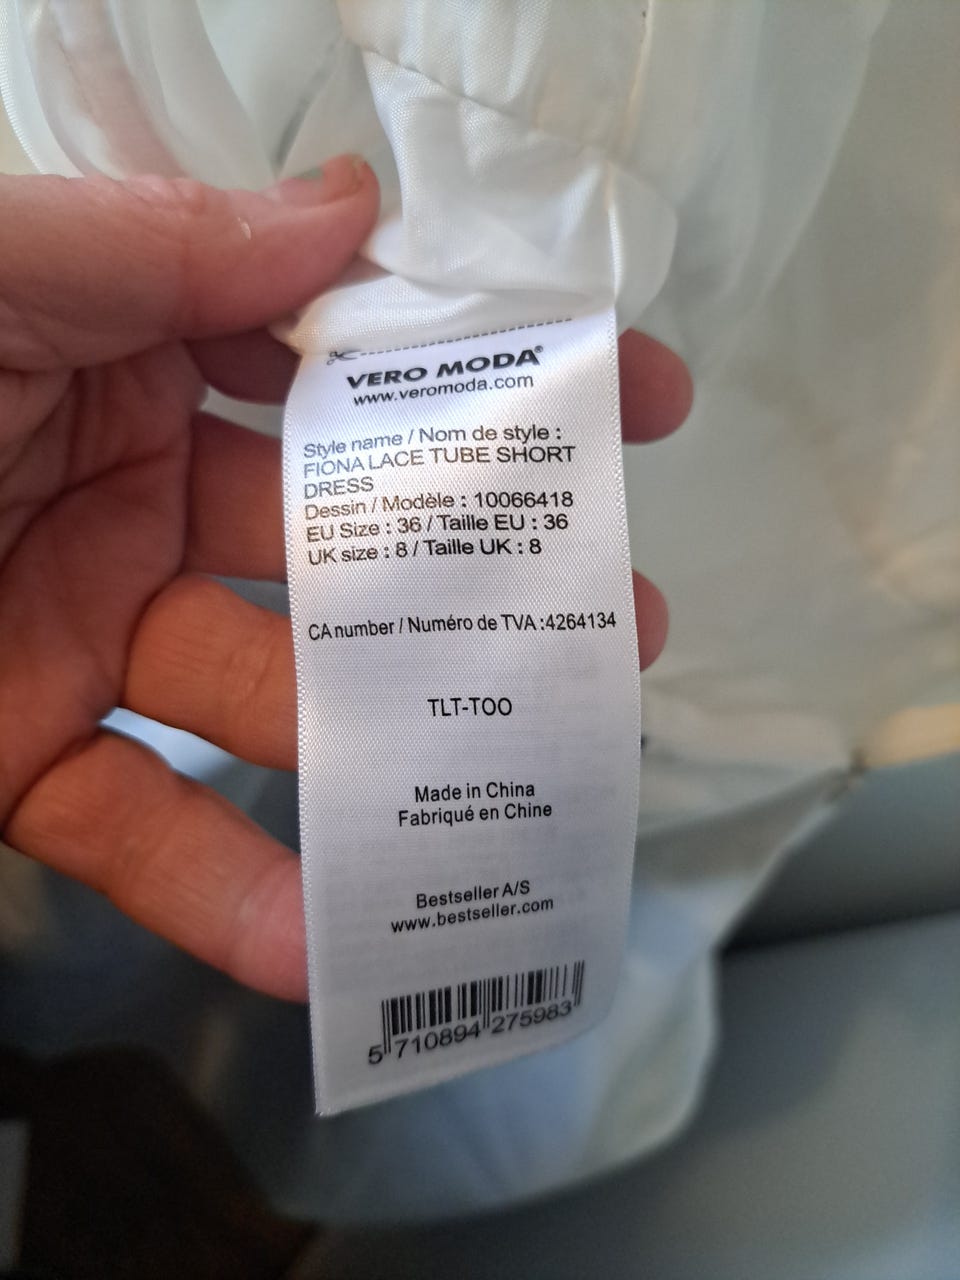 VERO MODA®
www.veromoda.com
Style name / Nom de style :
FIONA LACE TUBE SHORT
DRESS
Dessin / Modèle : 10066418
EU Size : 36 / Taille EU : 36
UK size : 8 / Taille UK : 8
CA number / Numéro de TVA :4264134
TLT-TOO
Made in China
Fabriqué en Chine
Bestseller A/S
www.bestseller.com
5 710894 275983